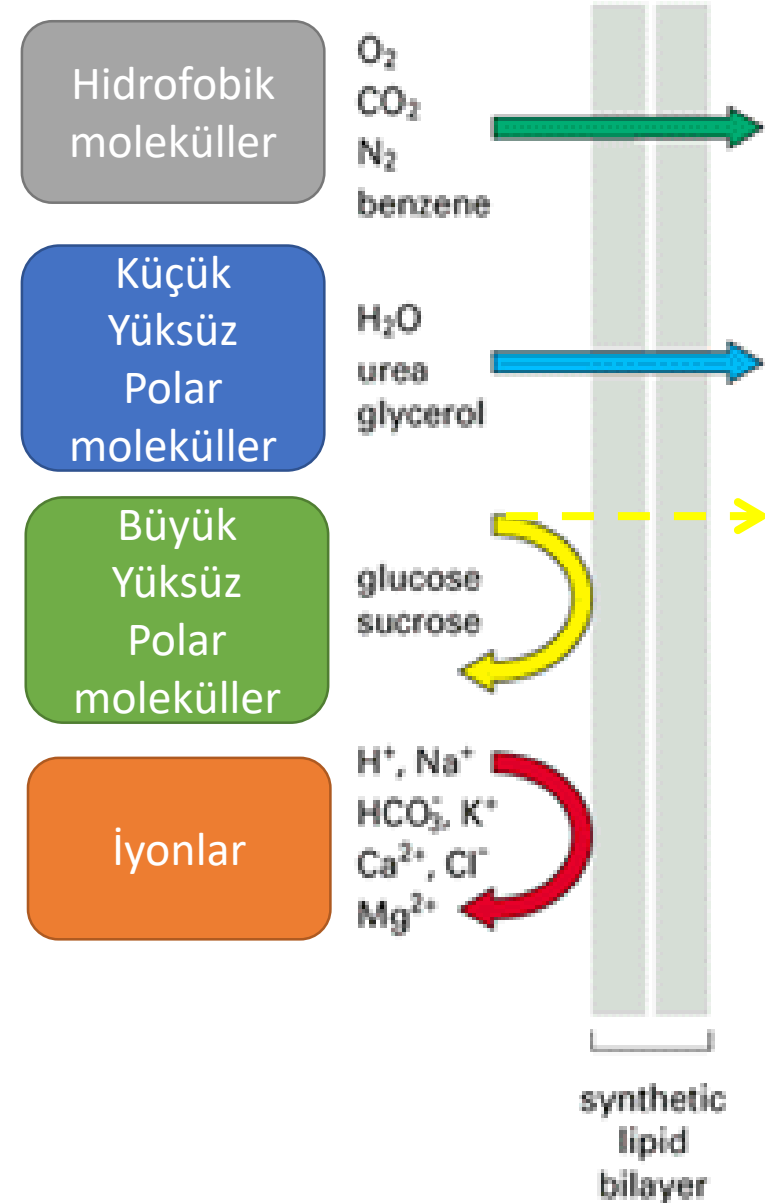 Hidrofobik
moleküller
O₂
CO₂
N₂
benzene
Küçük
Yüksüz
Polar
moleküller
H₂O
urea
glycerol
Büyük
Yüksüz
Polar
moleküller
glucose
sucrose
İyonlar
H⁺, Na⁺
HCO₃⁻, K⁺
Ca²⁺, Cl⁻
Mg²⁺
synthetic
lipid
bilayer